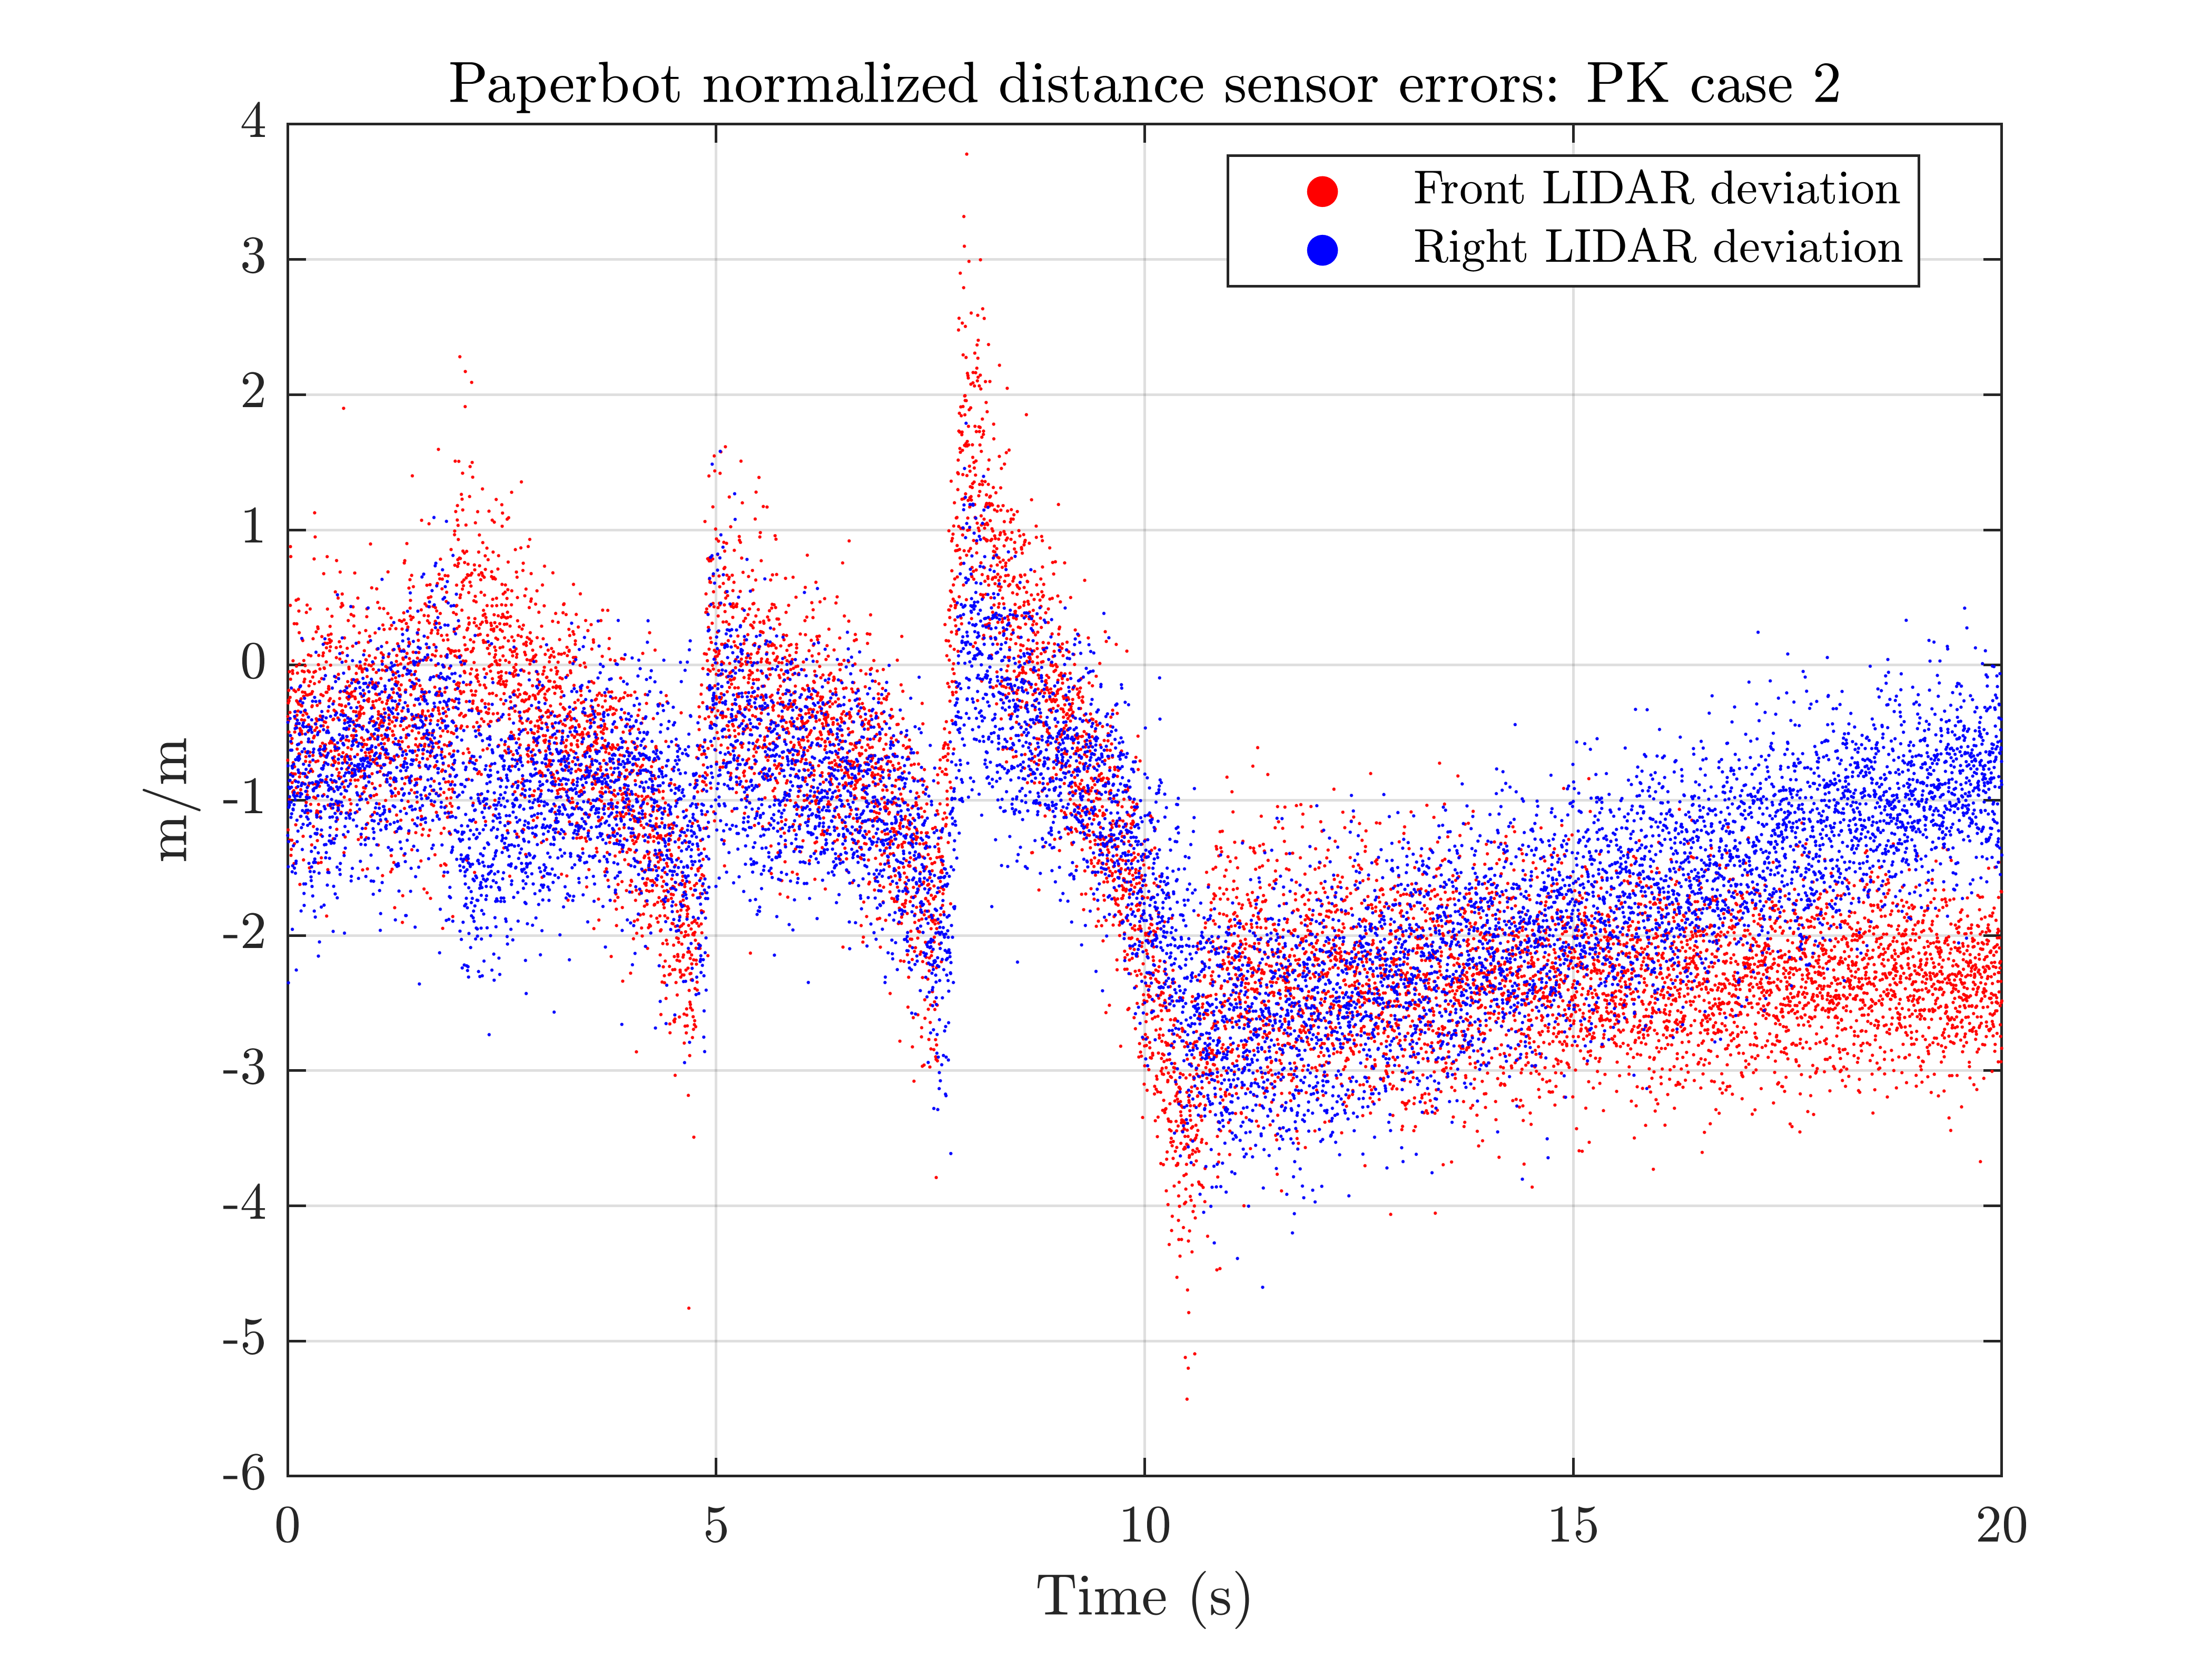 Paperbot normalized distance sensor errors: PK case 2
4
3
2
1
0
-1
-2
-3
-4
-5
-6
m/m
Front LIDAR deviation
Right LIDAR deviation
0 5 10 15 20
Time (s)